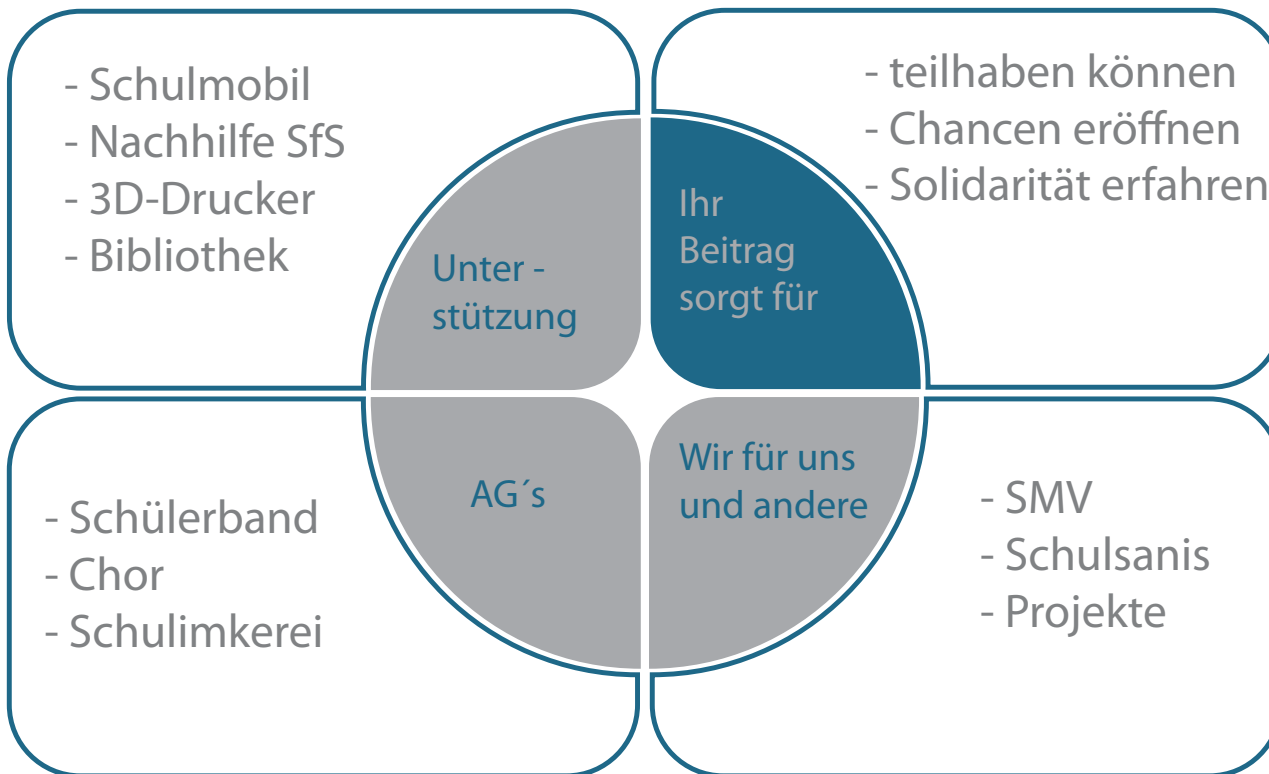 - Schulmobil
- Nachhilfe SfS
- 3D-Drucker
- Bibliothek
Unter -
stützung
- teilhaben können
- Chancen eröffnen
- Solidarität erfahren
Ihr
Beitrag
sorgt für
- Schülerband
- Chor
- Schulimkerei
AG´s
Wir für uns
und andere
- SMV
- Schulsanis
- Projekte